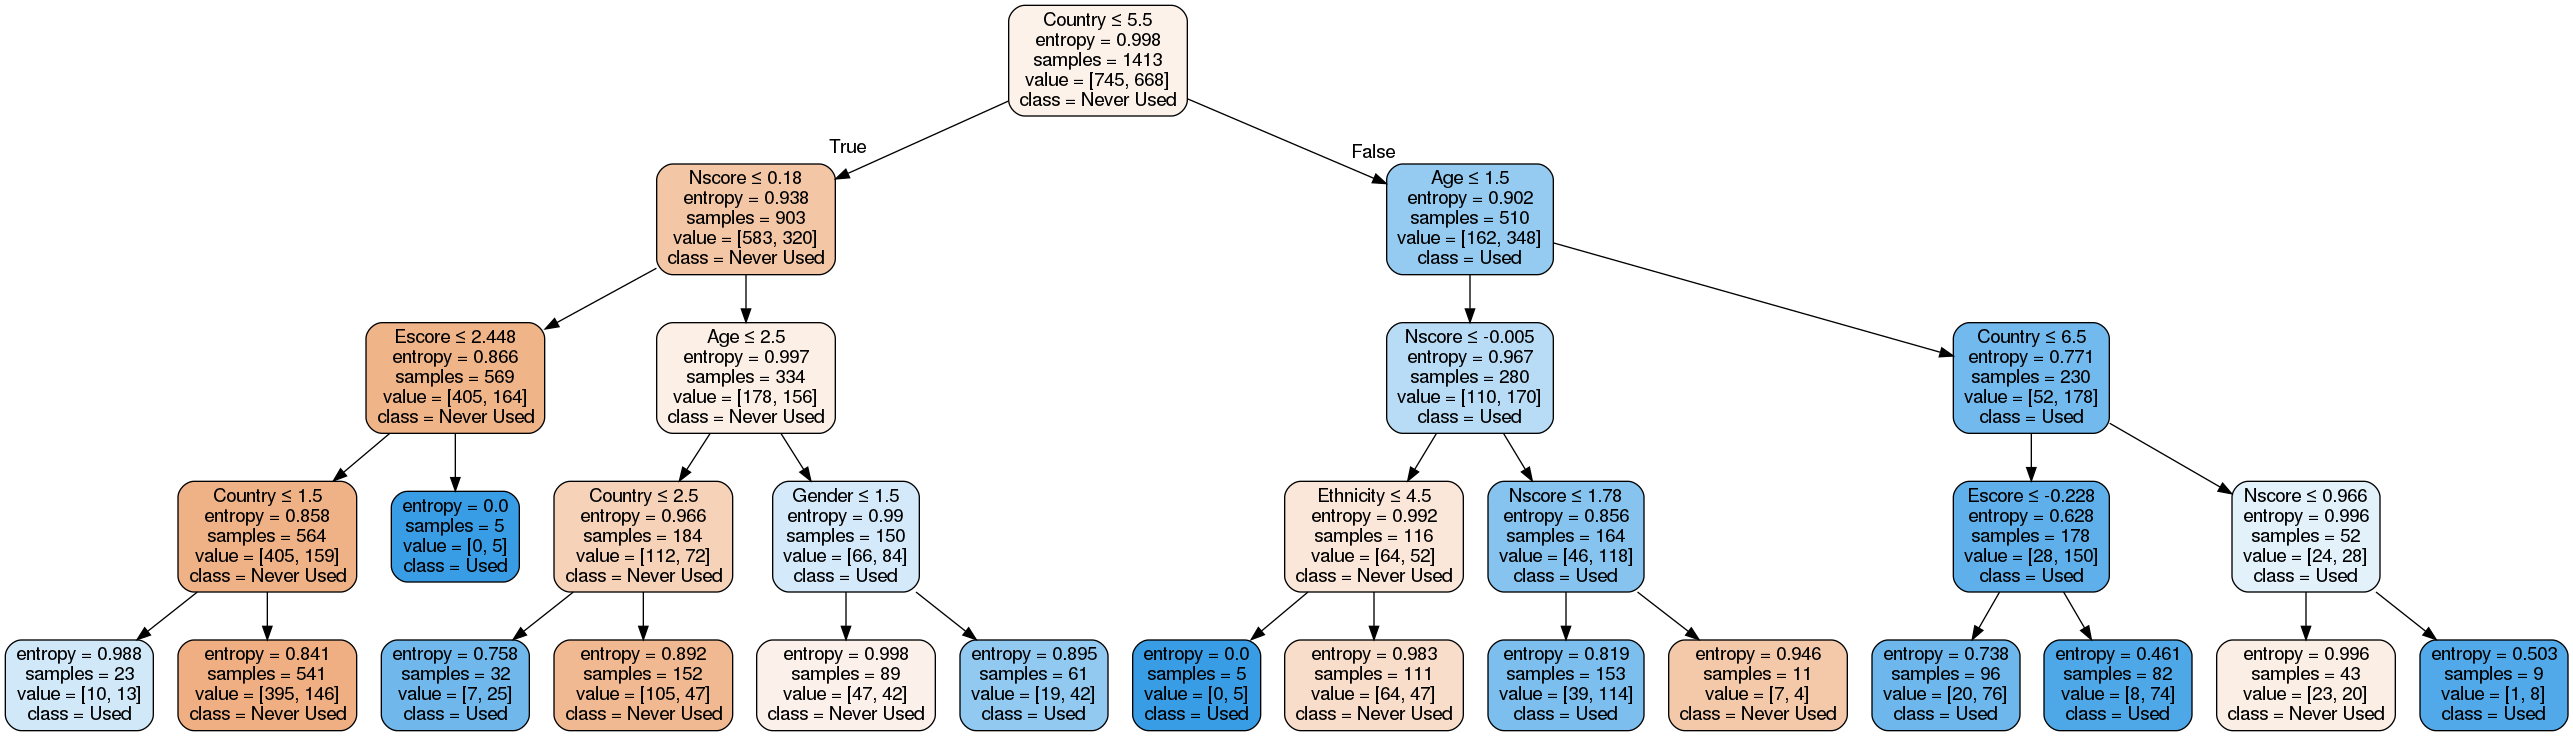 Country ≤ 5.5
entropy = 0.998
samples = 1413
value = [745, 668]
class = Never Used
True
False
Nscore ≤ 0.18
entropy = 0.938
samples = 903
value = [583, 320]
class = Never Used
Age ≤ 1.5
entropy = 0.902
samples = 510
value = [162, 348]
class = Used
Escore ≤ 2.448
entropy = 0.866
samples = 569
value = [405, 164]
class = Never Used
Age ≤ 2.5
entropy = 0.997
samples = 334
value = [178, 156]
class = Never Used
Nscore ≤ -0.005
entropy = 0.967
samples = 280
value = [110, 170]
class = Used
Country ≤ 6.5
entropy = 0.771
samples = 230
value = [52, 178]
class = Used
Country ≤ 1.5
entropy = 0.858
samples = 564
value = [405, 159]
class = Never Used
entropy = 0.0
samples = 5
value = [0, 5]
class = Used
Country ≤ 2.5
entropy = 0.966
samples = 184
value = [112, 72]
class = Never Used
Gender ≤ 1.5
entropy = 0.99
samples = 150
value = [66, 84]
class = Used
Ethnicity ≤ 4.5
entropy = 0.992
samples = 116
value = [64, 52]
class = Never Used
Nscore ≤ 1.78
entropy = 0.856
samples = 164
value = [46, 118]
class = Used
Escore ≤ -0.228
entropy = 0.628
samples = 178
value = [28, 150]
class = Used
Nscore ≤ 0.966
entropy = 0.996
samples = 52
value = [24, 28]
class = Used
entropy = 0.988
samples = 23
value = [10, 13]
class = Used
entropy = 0.841
samples = 541
value = [395, 146]
class = Never Used
entropy = 0.758
samples = 32
value = [7, 25]
class = Used
entropy = 0.892
samples = 152
value = [105, 47]
class = Never Used
entropy = 0.998
samples = 89
value = [47, 42]
class = Never Used
entropy = 0.895
samples = 61
value = [19, 42]
class = Used
entropy = 0.0
samples = 5
value = [0, 5]
class = Used
entropy = 0.983
samples = 111
value = [64, 47]
class = Never Used
entropy = 0.819
samples = 153
value = [39, 114]
class = Used
entropy = 0.946
samples = 11
value = [7, 4]
class = Never Used
entropy = 0.738
samples = 96
value = [20, 76]
class = Used
entropy = 0.461
samples = 82
value = [8, 74]
class = Used
entropy = 0.996
samples = 43
value = [23, 20]
class = Never Used
entropy = 0.503
samples = 9
value = [1, 8]
class = Used